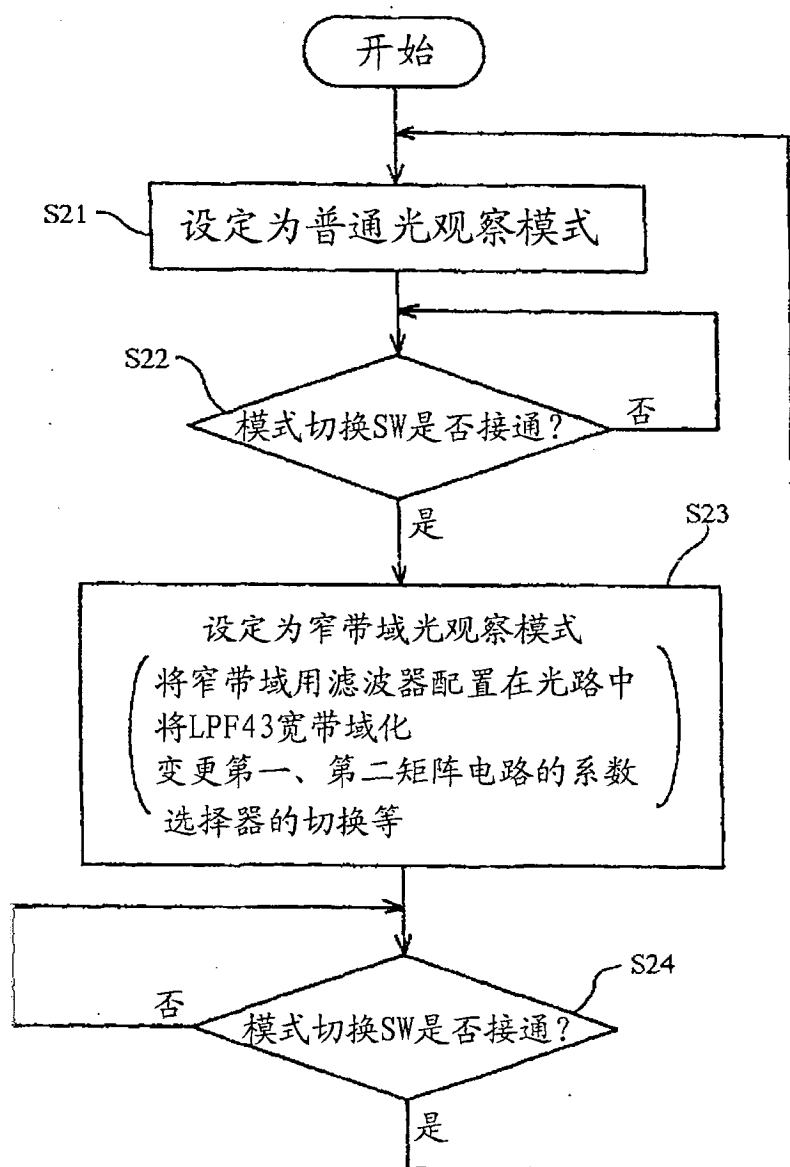 开始
S21
设定为普通光观察模式
S22
模式切换SW是否接通?
否
是
S23
设定为窄带域光观察模式
将窄带域用滤波器配置在光路中
将LPF43宽带域化
变更第一、第二矩阵电路的系数
选择器的切换等
S24
否
模式切换SW是否接通?
是